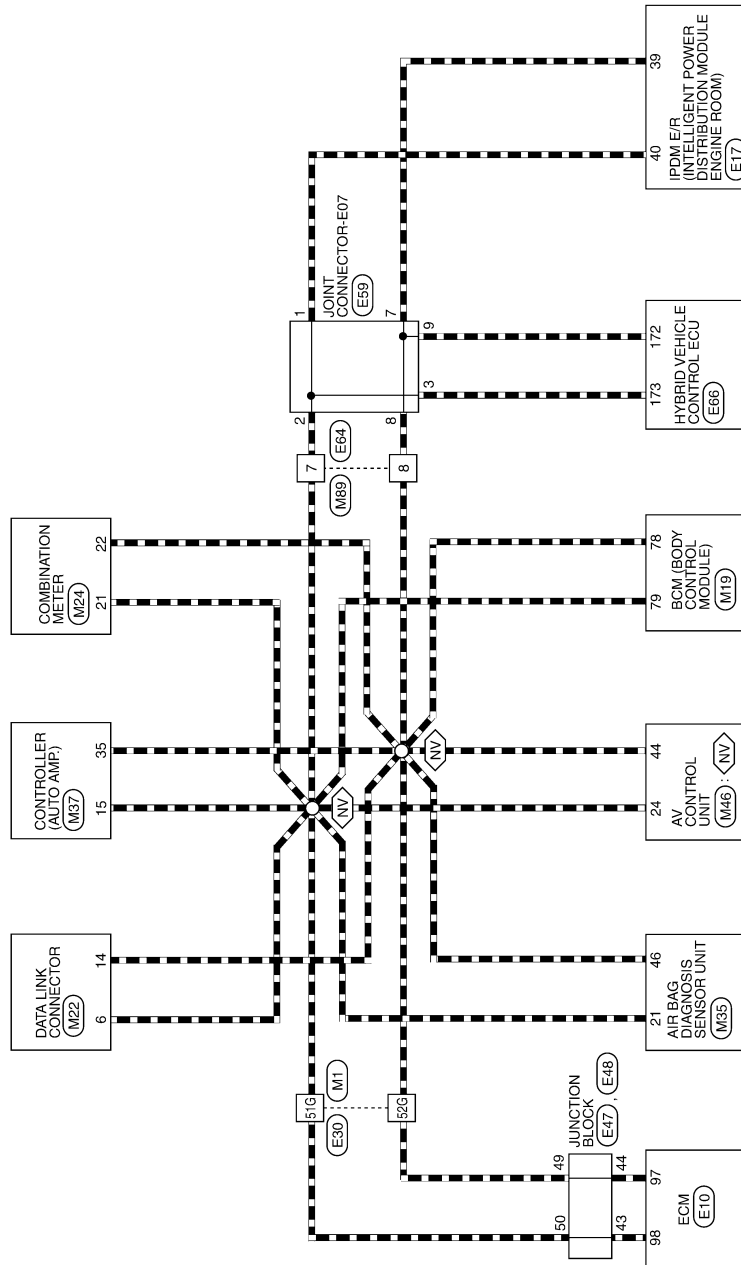 DATA LINK
CONNECTOR
M22
6
14
CONTROLLER
(AUTO AMP.)
M37
15
35
COMBINATION
METER
M24
21
22
51G
E30
M1
52G
NV
NV
7
M89
E64
8
2
8
1
7
3
9
JOINT
CONNECTOR-E07
E59
JUNCTION
BLOCK
E47 , E48
50
49
43
44
98
97
ECM
E10
21
46
AIR BAG
DIAGNOSIS
SENSOR UNIT
M35
24
44
AV
CONTROL
UNIT
M46 : NV
79
78
BCM (BODY
CONTROL
MODULE)
M19
173
172
HYBRID VEHICLE
CONTROL ECU
E66
40
39
IPDM E/R
(INTELLIGENT POWER
DISTRIBUTION MODULE
ENGINE ROOM)
E17